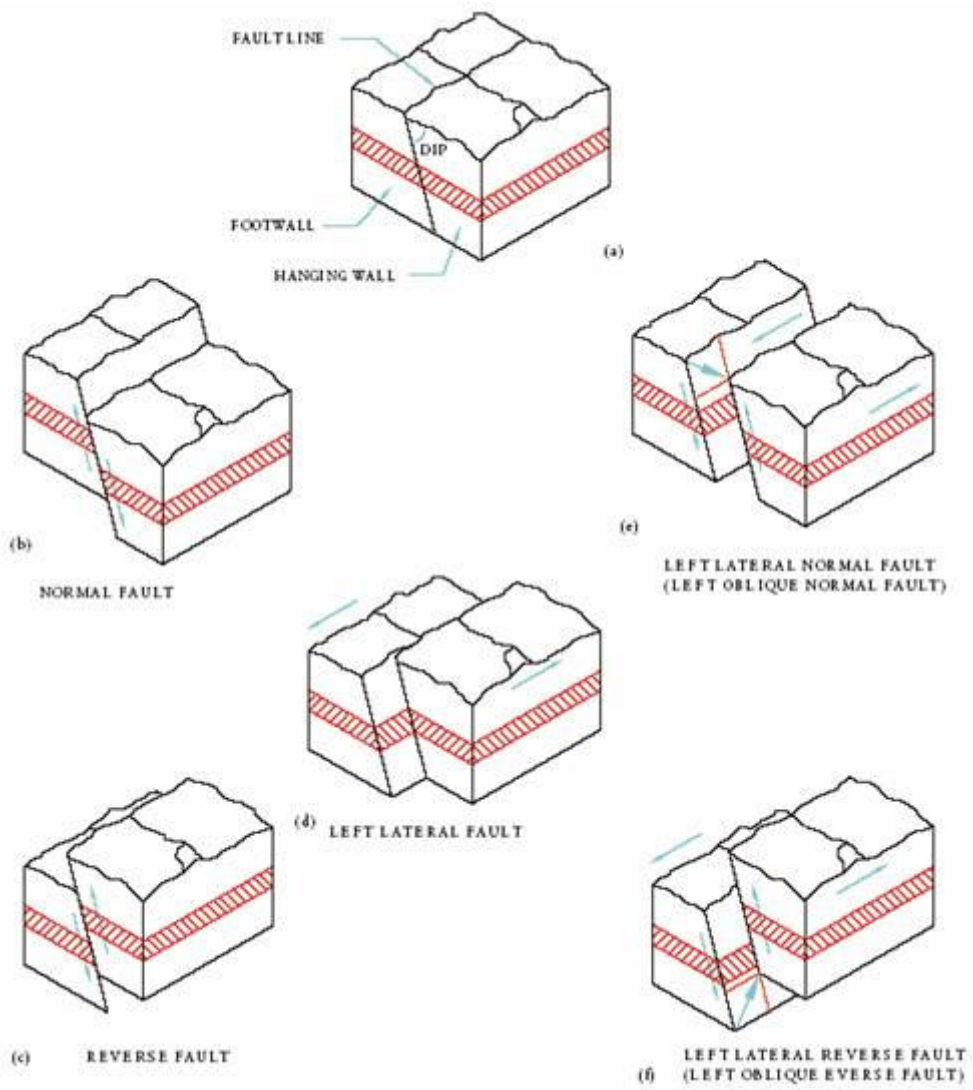 FAULT LINE
DIP
FOOTWALL
HANGING WALL
(a)
(b)
NORMAL FAULT
(e)
LEFT LATERAL NORMAL FAULT
(LEFT OBLIQUE NORMAL FAULT)
(d) LEFT LATERAL FAULT
(c) REVERSE FAULT
LEFT LATERAL REVERSE FAULT
(f) (LEFT OBLIQUE EVERSE FAULT)